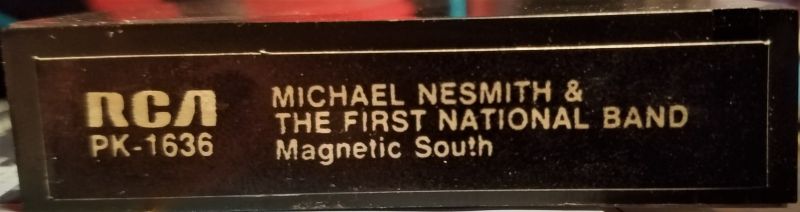 RCA
PK-1636
MICHAEL NESMITH &
THE FIRST NATIONAL BAND
Magnetic South